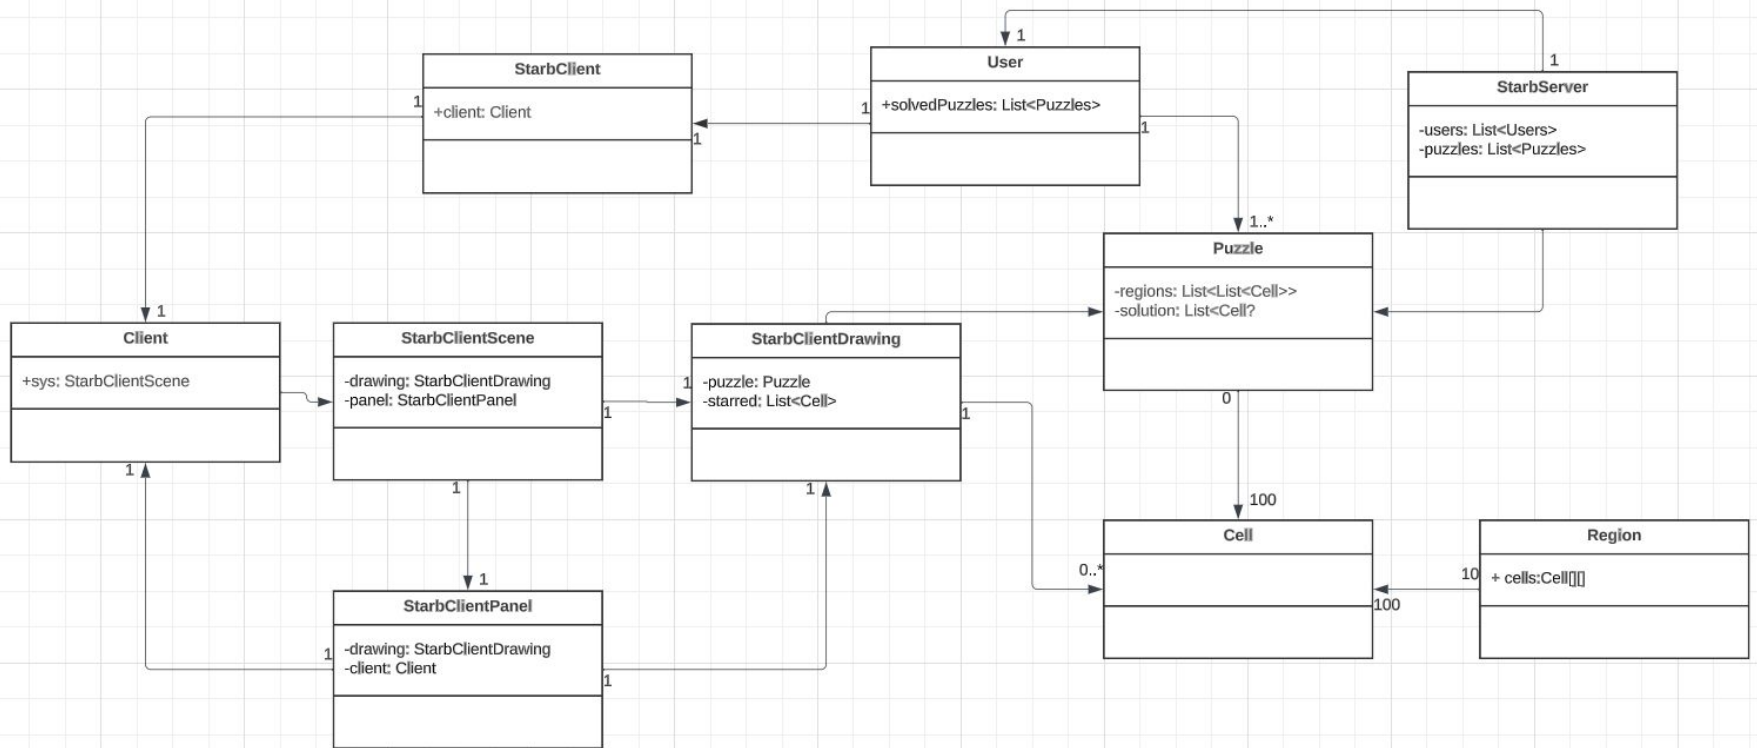 1
StarbClient
+client: Client
1
1
User
+solvedPuzzles: List<Puzzles>
1
1
1
StarbServer
-users: List<Users>
-puzzles: List<Puzzles>
1..*
Puzzle
-regions: List<List<Cell>>
-solution: List<Cell?
0
1
Client
+sys: StarbClientScene
1
StarbClientScene
-drawing: StarbClientDrawing
-panel: StarbClientPanel
1
1
1
StarbClientDrawing
-puzzle: Puzzle
-starred: List<Cell>
1
1
100
Cell
0..*
100
10
Region
+ cells:Cell[][]
1
StarbClientPanel
-drawing: StarbClientDrawing
-client: Client
1
1